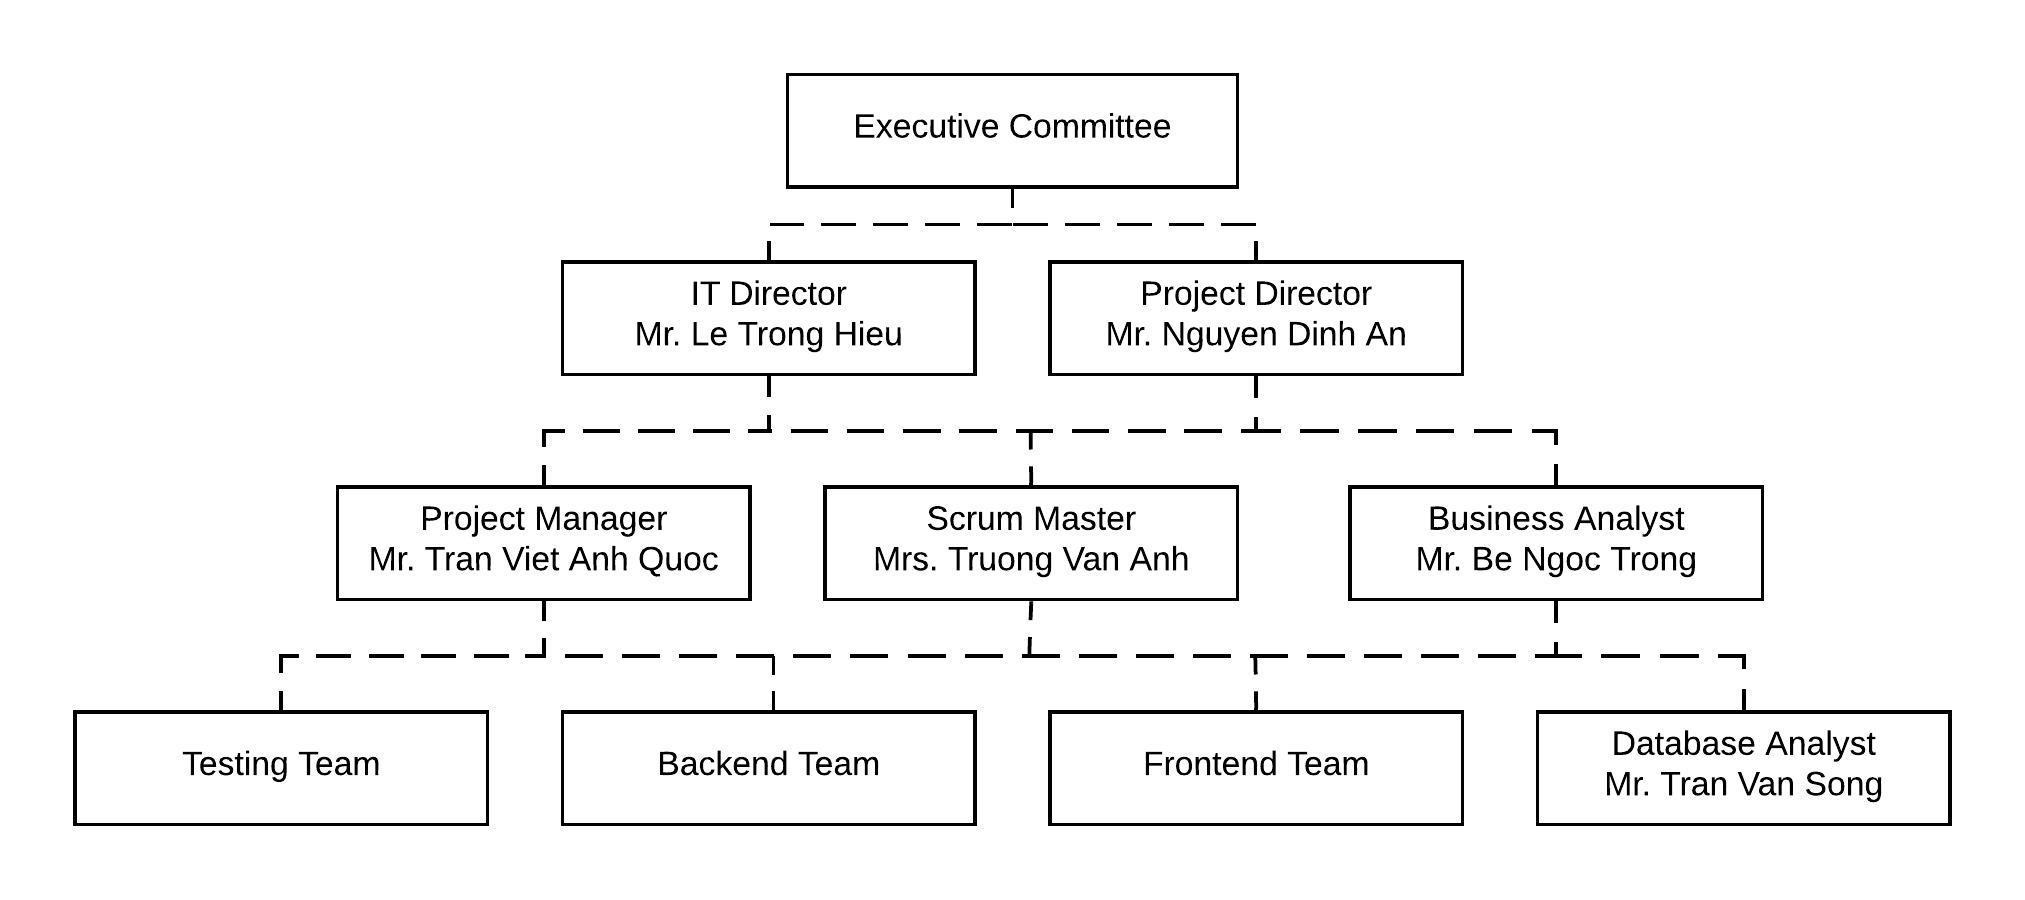 Executive Committee
IT Director
Mr. Le Trong Hieu
Project Director
Mr. Nguyen Dinh An
Project Manager
Mr. Tran Viet Anh Quoc
Scrum Master
Mrs. Truong Van Anh
Business Analyst
Mr. Be Ngoc Trong
Testing Team
Backend Team
Frontend Team
Database Analyst
Mr. Tran Van Song